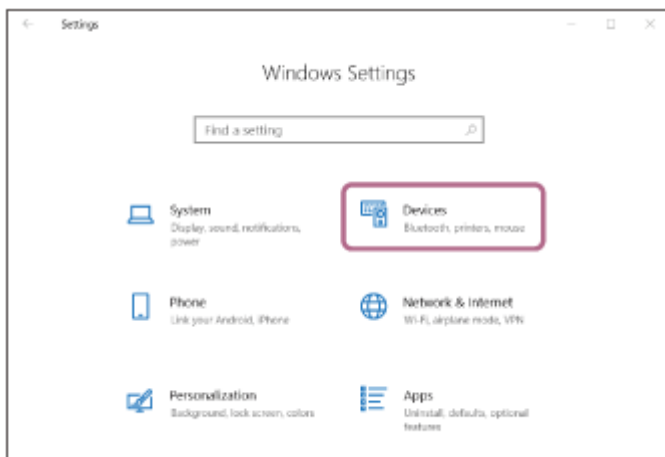 Settings
Windows Settings
Find a setting
System
Display, sound, notifications,
power
Devices
Bluetooth, printers, mouse
Phone
Link your Android, iPhone
Network & Internet
Wi-Fi, airplane mode, VPN
Personalization
Background, lock screen, colors
Apps
Uninstall, defaults, optional
features